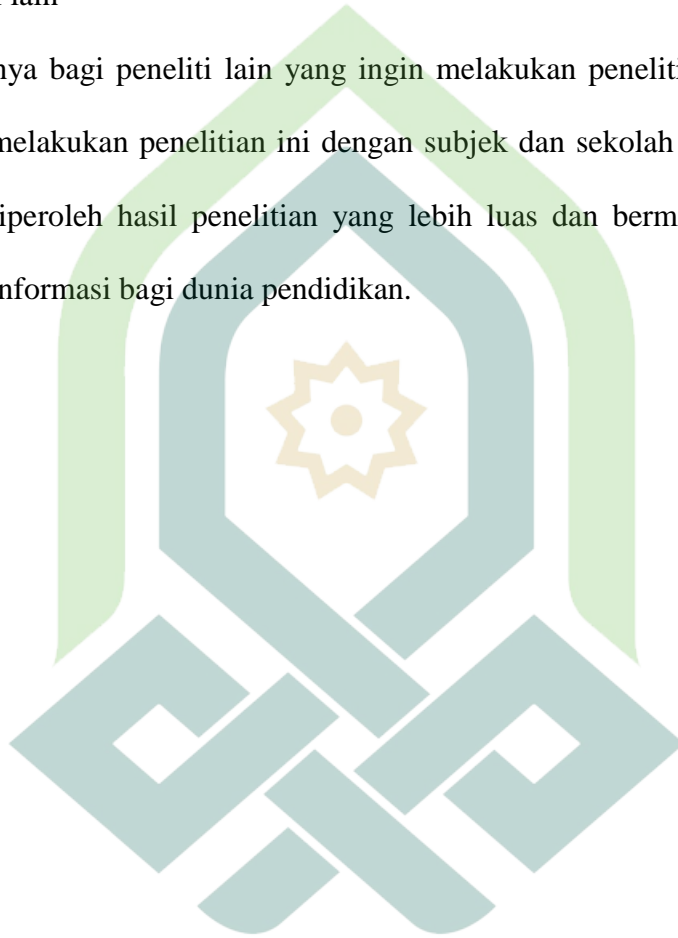 lain
nya bagi peneliti lain yang ingin melakukan peneliti
melakukan penelitian ini dengan subjek dan sekolah
iperoleh hasil penelitian yang lebih luas dan berm
nformasi bagi dunia pendidikan.